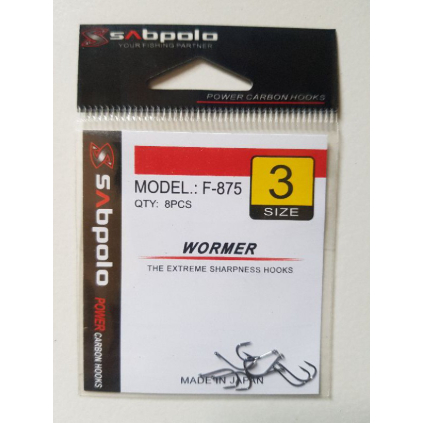 sabpolo
YOUR FISHING PARTNER
POWER CARBON HOOKS
MODEL.: F-875
QTY: 8PCS
3
SIZE
WORMER
THE EXTREME SHARPNESS HOOKS
MADE IN JAPAN
sabpolo
POWER CARBON HOOKS